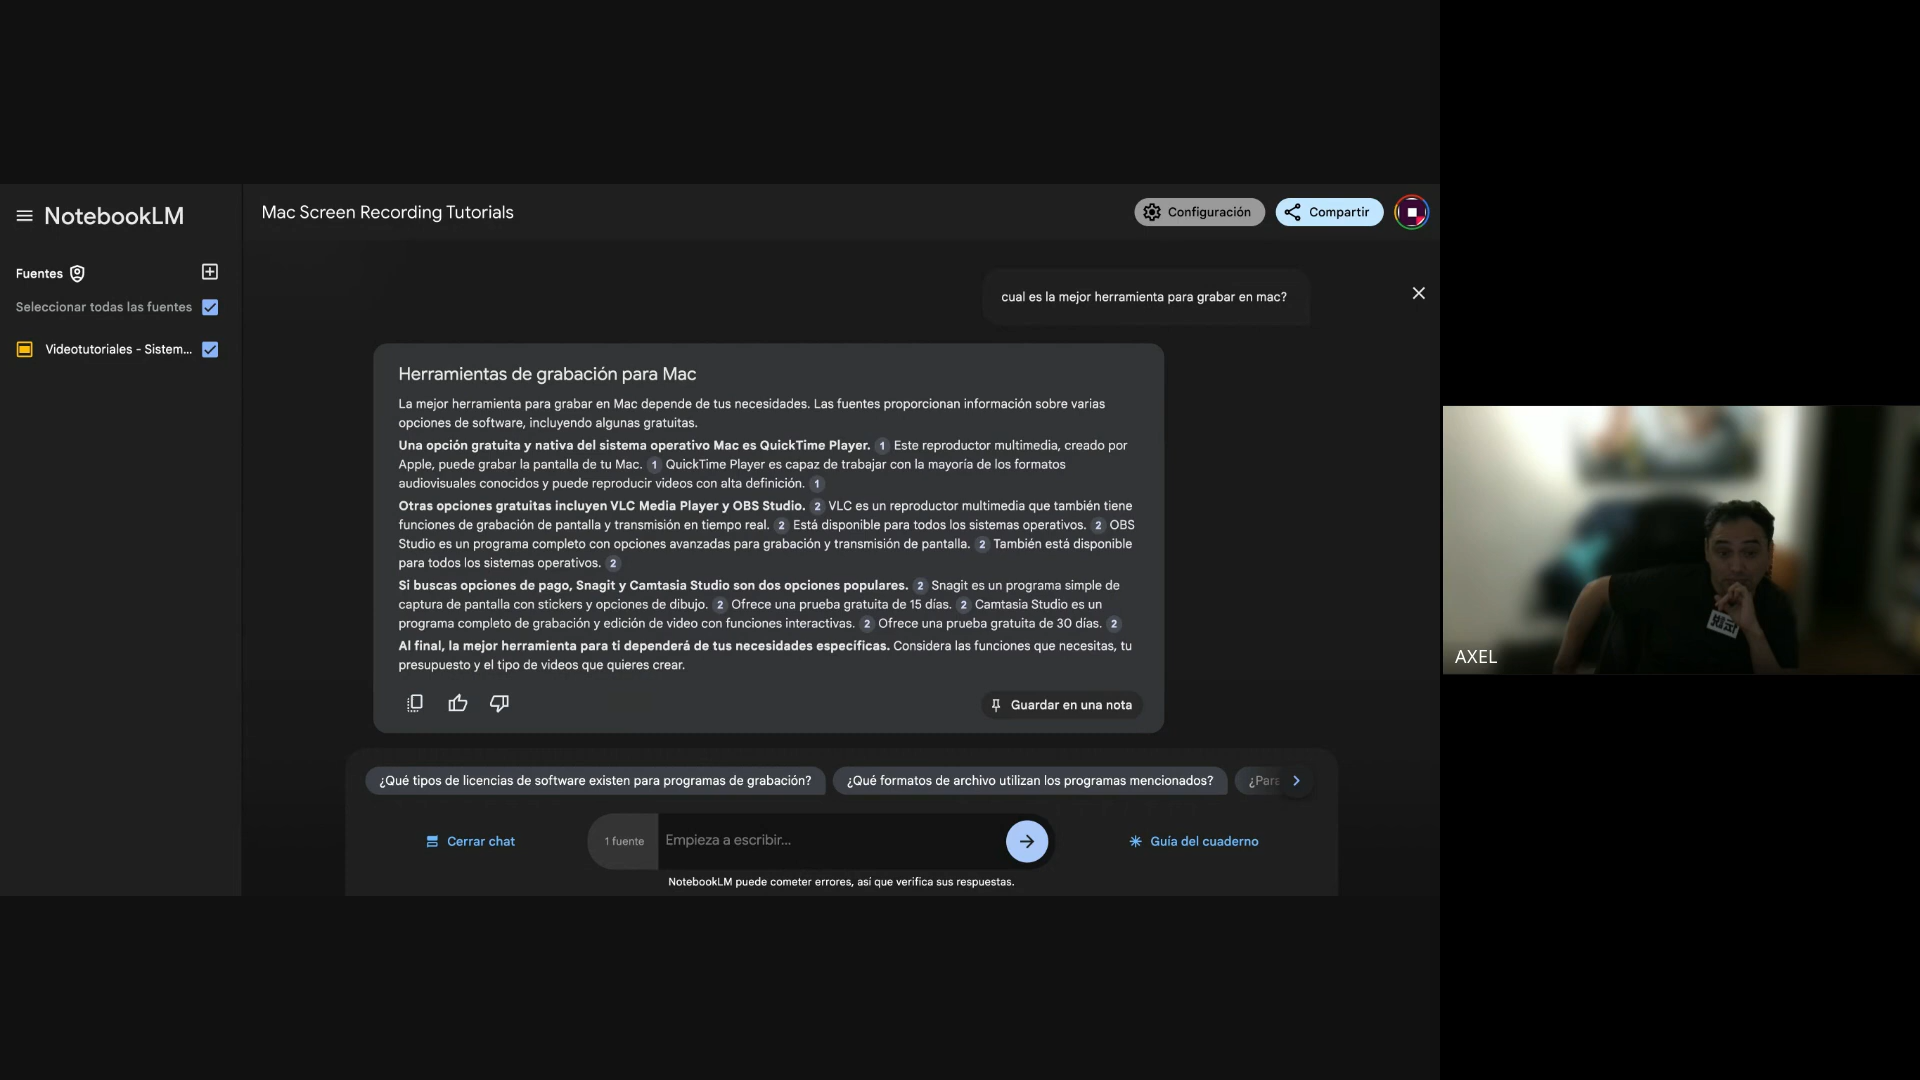 NotebookLM
Mac Screen Recording Tutorials
Configuración
Compartir
Fuentes
Seleccionar todas las fuentes
Videotutoriales - Sistem...
cual es la mejor herramienta para grabar en mac?
Herramientas de grabación para Mac
La mejor herramienta para grabar en Mac depende de tus necesidades. Las fuentes proporcionan información sobre varias
opciones de software, incluyendo algunas gratuitas.
Una opción gratuita y nativa del sistema operativo Mac es QuickTime Player. 1 Este reproductor multimedia, creado por
Apple, puede grabar la pantalla de tu Mac. 1 QuickTime Player es capaz de trabajar con la mayoría de los formatos
audiovisuales conocidos y puede reproducir videos con alta definición. 1
Otras opciones gratuitas incluyen VLC Media Player y OBS Studio. 2 VLC es un reproductor multimedia que también tiene
funciones de grabación de pantalla y transmisión en tiempo real. 2 Está disponible para todos los sistemas operativos. 2 OBS
Studio es un programa completo con opciones avanzadas para grabación y transmisión de pantalla. 2 También está disponible
para todos los sistemas operativos. 2
Si buscas opciones de pago, Snagit y Camtasia Studio son dos opciones populares. 2 Snagit es un programa simple de
captura de pantalla con stickers y opciones de dibujo. 2 Ofrece una prueba gratuita de 15 días. 2 Camtasia Studio es un
programa completo de grabación y edición de video con funciones interactivas. 2 Ofrece una prueba gratuita de 30 días. 2
Al final, la mejor herramienta para ti dependerá de tus necesidades específicas. Considera las funciones que necesitas, tu
presupuesto y el tipo de videos que quieres crear.
Guardar en una nota
¿Qué tipos de licencias de software existen para programas de grabación?
¿Qué formatos de archivo utilizan los programas mencionados?
¿Para
Cerrar chat
1 fuente
Empieza a escribir...
Guía del cuaderno
NotebookLM puede cometer errores, así que verifica sus respuestas.
AXEL